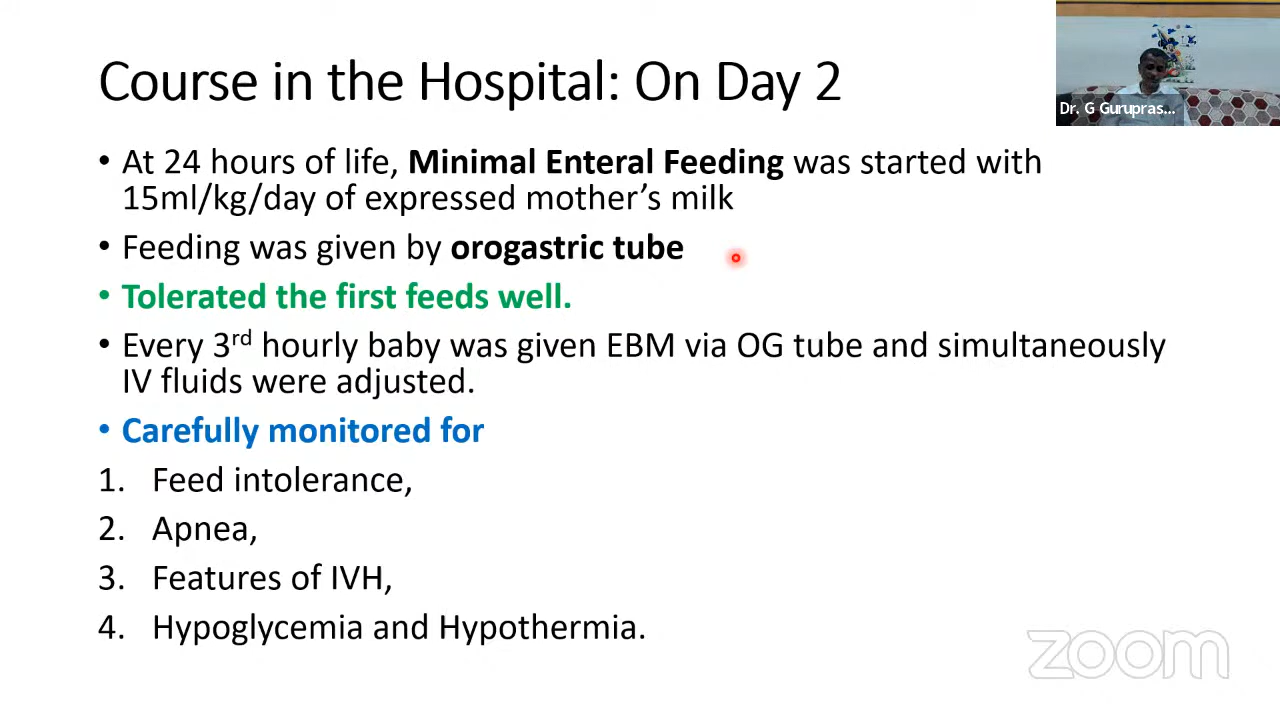 Course in the Hospital: On Day 2
Dr. G Gurupras...
• At 24 hours of life, Minimal Enteral Feeding was started with
15ml/kg/day of expressed mother's milk
• Feeding was given by orogastric tube
• Tolerated the first feeds well.
• Every 3rd hourly baby was given EBM via OG tube and simultaneously
IV fluids were adjusted.
• Carefully monitored for
1. Feed intolerance,
2. Apnea,
3. Features of IVH,
4. Hypoglycemia and Hypothermia.
zoom